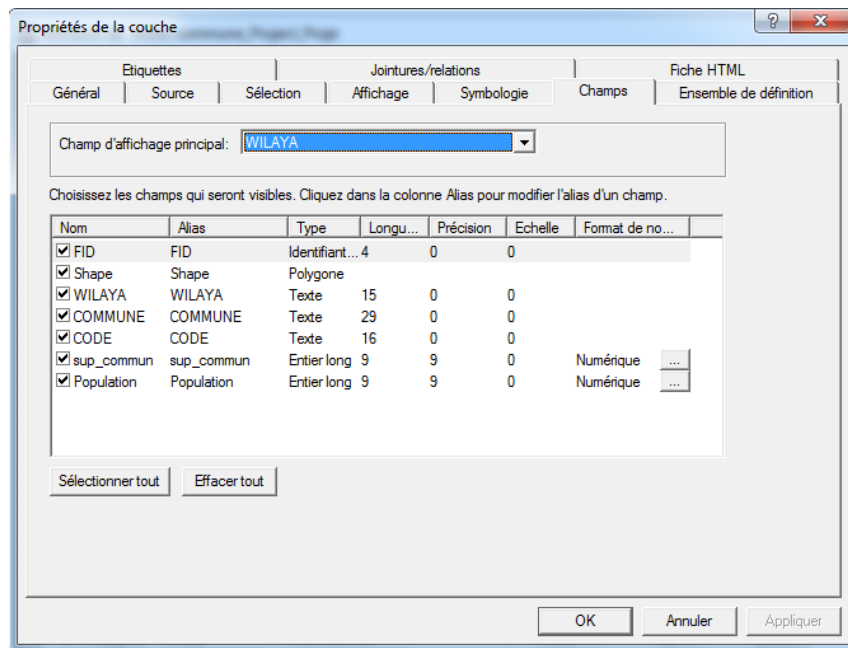 Propriétés de la couche
Etiquettes Jointures/relations Fiche HTML
Général Source Sélection Affichage Symbologie Champs Ensemble de définition
Champ d'affichage principal: WILAYA
Choisissez les champs qui seront visibles. Cliquez dans la colonne Alias pour modifier l'alias d'un champ.
Nom Alias Type Longu... Précision Echelle Format de no...
FID FID Identifiant... 4 0 0
Shape Shape Polygone
WILAYA WILAYA Texte 15 0 0
COMMUNE COMMUNE Texte 29 0 0
CODE CODE Texte 16 0 0
sup_commun sup_commun Entier long 9 9 0 Numérique ...
Population Population Entier long 9 9 0 Numérique ...
Sélectionner tout Effacer tout
OK Annuler Appliquer